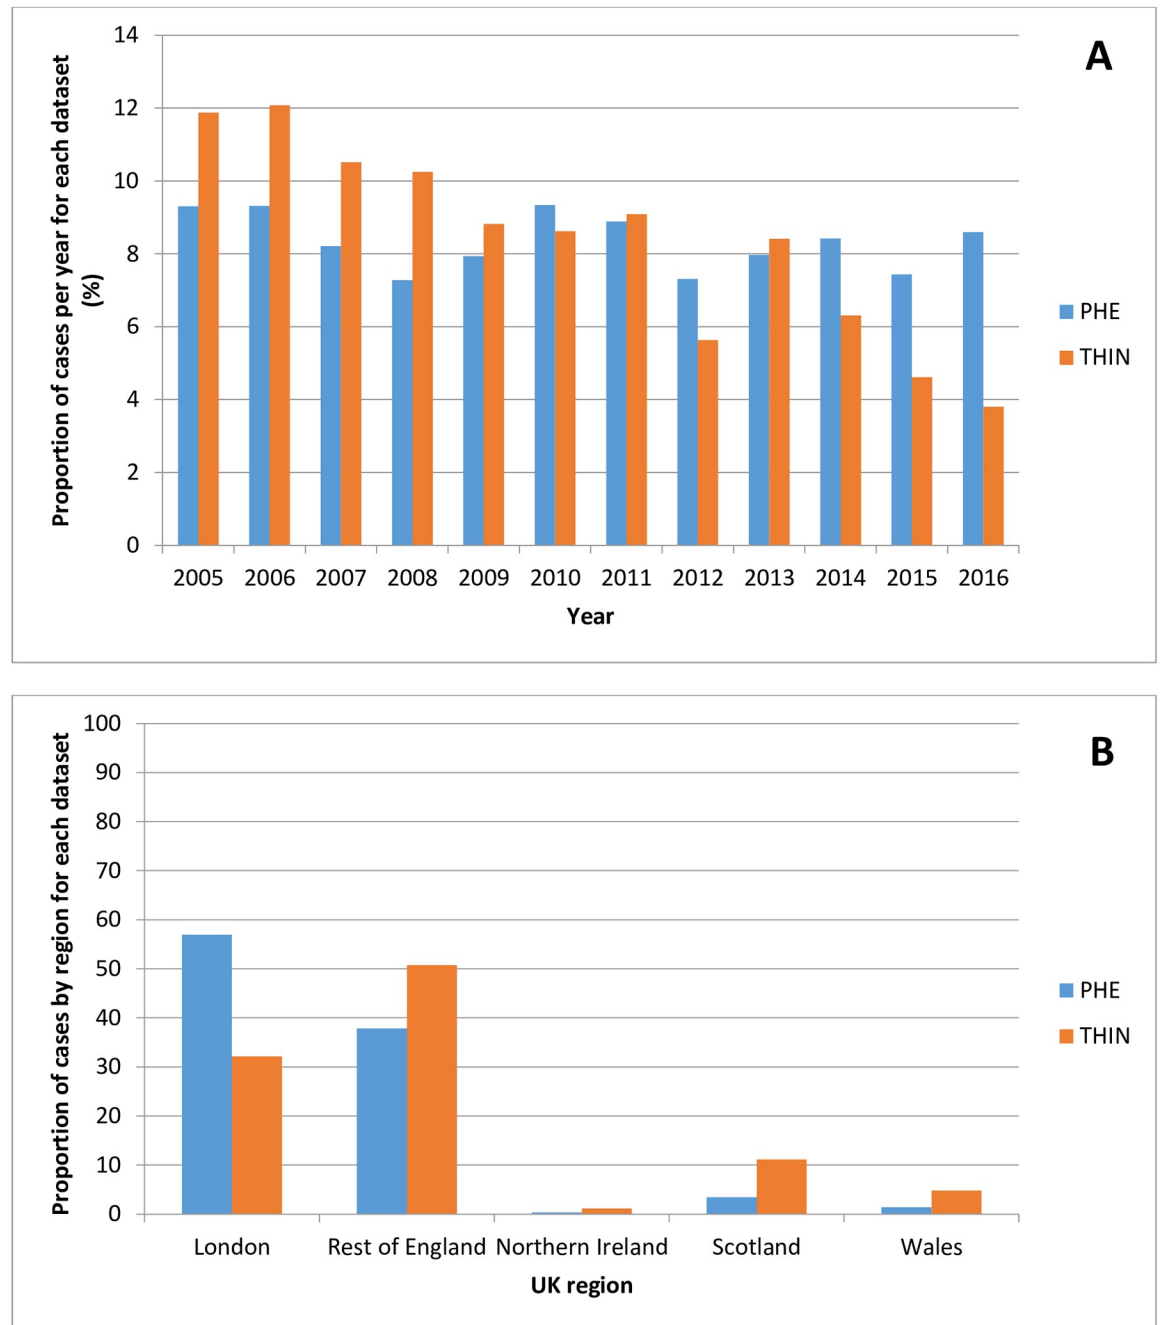 A
Proportion of cases per year for each dataset
(%)
14
12
10
8
6
4
2
0
PHE
THIN
2005 2006 2007 2008 2009 2010 2011 2012 2013 2014 2015 2016
Year
B
Proportion of cases by region for each dataset
100
90
80
70
60
50
40
30
20
10
0
PHE
THIN
London Rest of England Northern Ireland Scotland Wales
UK region